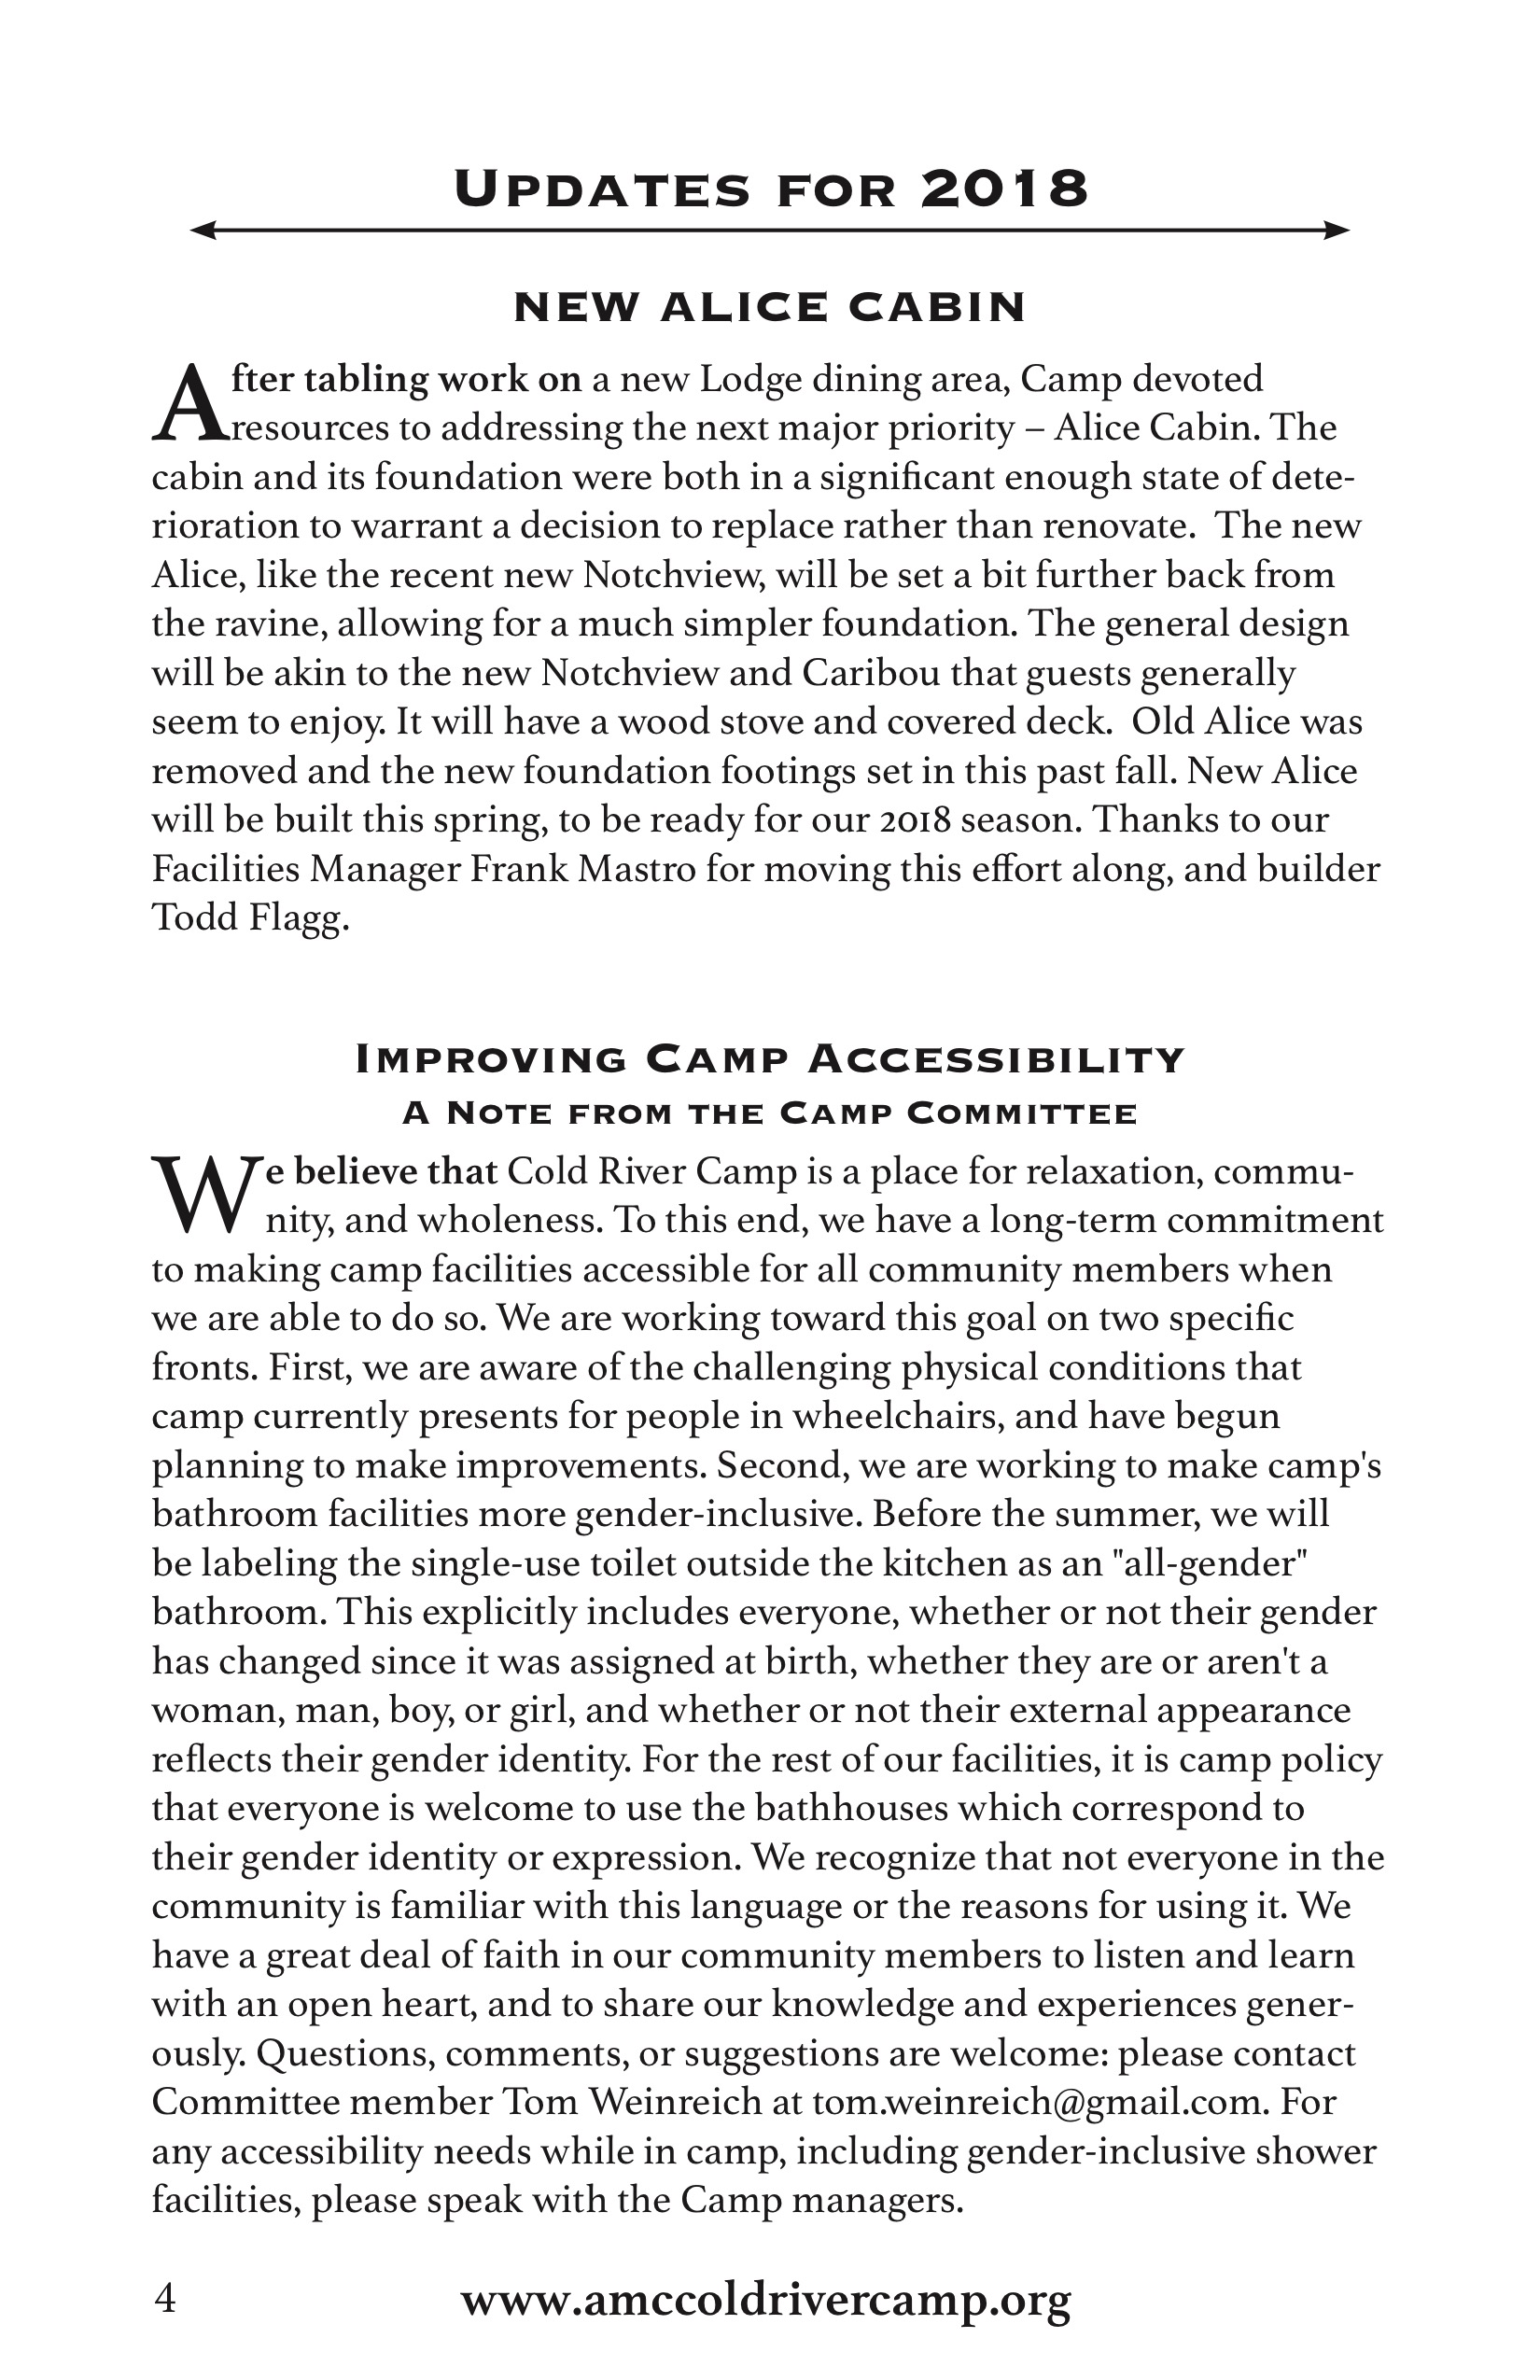 Updates for 2018
NEW ALICE CABIN
After tabling work on a new Lodge dining area, Camp devoted
resources to addressing the next major priority – Alice Cabin. The
cabin and its foundation were both in a significant enough state of dete-
rioration to warrant a decision to replace rather than renovate.  The new
Alice, like the recent new Notchview, will be set a bit further back from
the ravine, allowing for a much simpler foundation. The general design
will be akin to the new Notchview and Caribou that guests generally
seem to enjoy. It will have a wood stove and covered deck.  Old Alice was
removed and the new foundation footings set in this past fall. New Alice
will be built this spring, to be ready for our 2018 season. Thanks to our
Facilities Manager Frank Mastro for moving this effort along, and builder
Todd Flagg.
Improving Camp Accessibility
A Note from the Camp Committee
We believe that Cold River Camp is a place for relaxation, commu-
nity, and wholeness. To this end, we have a long-term commitment
to making camp facilities accessible for all community members when
we are able to do so. We are working toward this goal on two specific
fronts. First, we are aware of the challenging physical conditions that
camp currently presents for people in wheelchairs, and have begun
planning to make improvements. Second, we are working to make camp's
bathroom facilities more gender-inclusive. Before the summer, we will
be labeling the single-use toilet outside the kitchen as an "all-gender"
bathroom. This explicitly includes everyone, whether or not their gender
has changed since it was assigned at birth, whether they are or aren't a
woman, man, boy, or girl, and whether or not their external appearance
reflects their gender identity. For the rest of our facilities, it is camp policy
that everyone is welcome to use the bathhouses which correspond to
their gender identity or expression. We recognize that not everyone in the
community is familiar with this language or the reasons for using it. We
have a great deal of faith in our community members to listen and learn
with an open heart, and to share our knowledge and experiences gener-
ously. Questions, comments, or suggestions are welcome: please contact
Committee member Tom Weinreich at tom.weinreich@gmail.com. For
any accessibility needs while in camp, including gender-inclusive shower
facilities, please speak with the Camp managers.
4 www.amccoldrivercamp.org